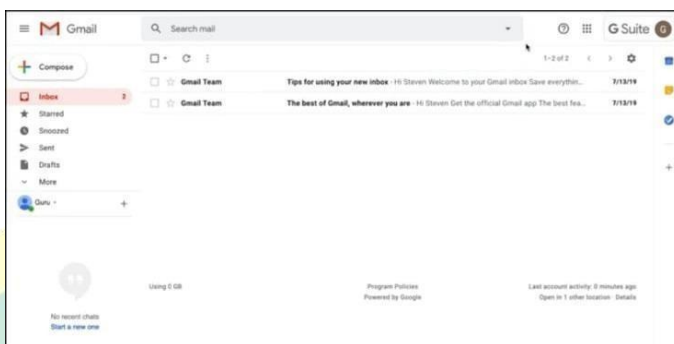 Gmail
Search mail
G Suite G
Compose
1-2 of 2
Inbox 2
Gmail Team Tips for using your new inbox - Hi Steven Welcome to your Gmail inbox Save everythin... 7/13/19
Starred
Gmail Team The best of Gmail, wherever you are - Hi Steven Get the official Gmail app The best fea... 7/13/19
Snoozed
Sent
Drafts
More
Guru
Using 0 GB
Program Policies
Powered by Google
Last account activity: 0 minutes ago
Open in 1 other location · Details
No recent chats
Start a new one